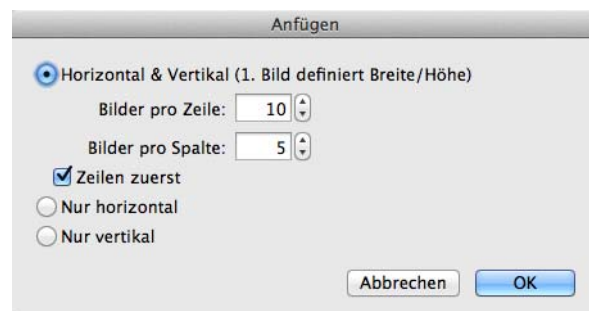 Anfügen
Horizontal & Vertikal (1. Bild definiert Breite/Höhe)
Bilder pro Zeile: 10
Bilder pro Spalte: 5
Zeilen zuerst
Nur horizontal
Nur vertikal
Abbrechen OK